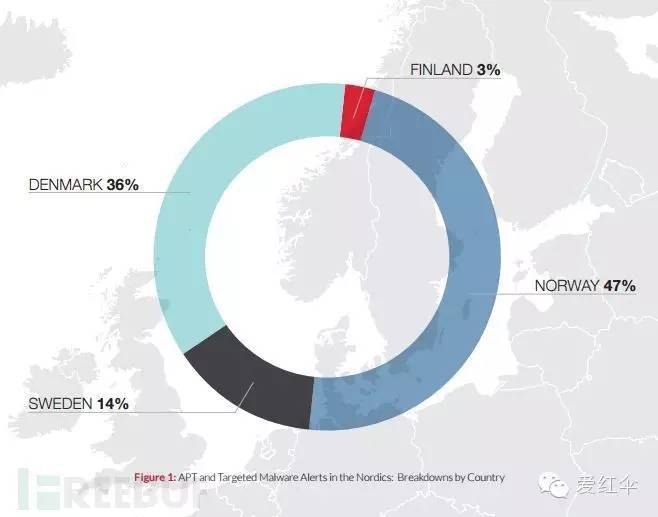 FINLAND 3%
DENMARK 36%
NORWAY 47%
SWEDEN 14%
Figure 1: APT and Targeted Malware Alerts in the Nordics: Breakdowns by Country
爱红伞